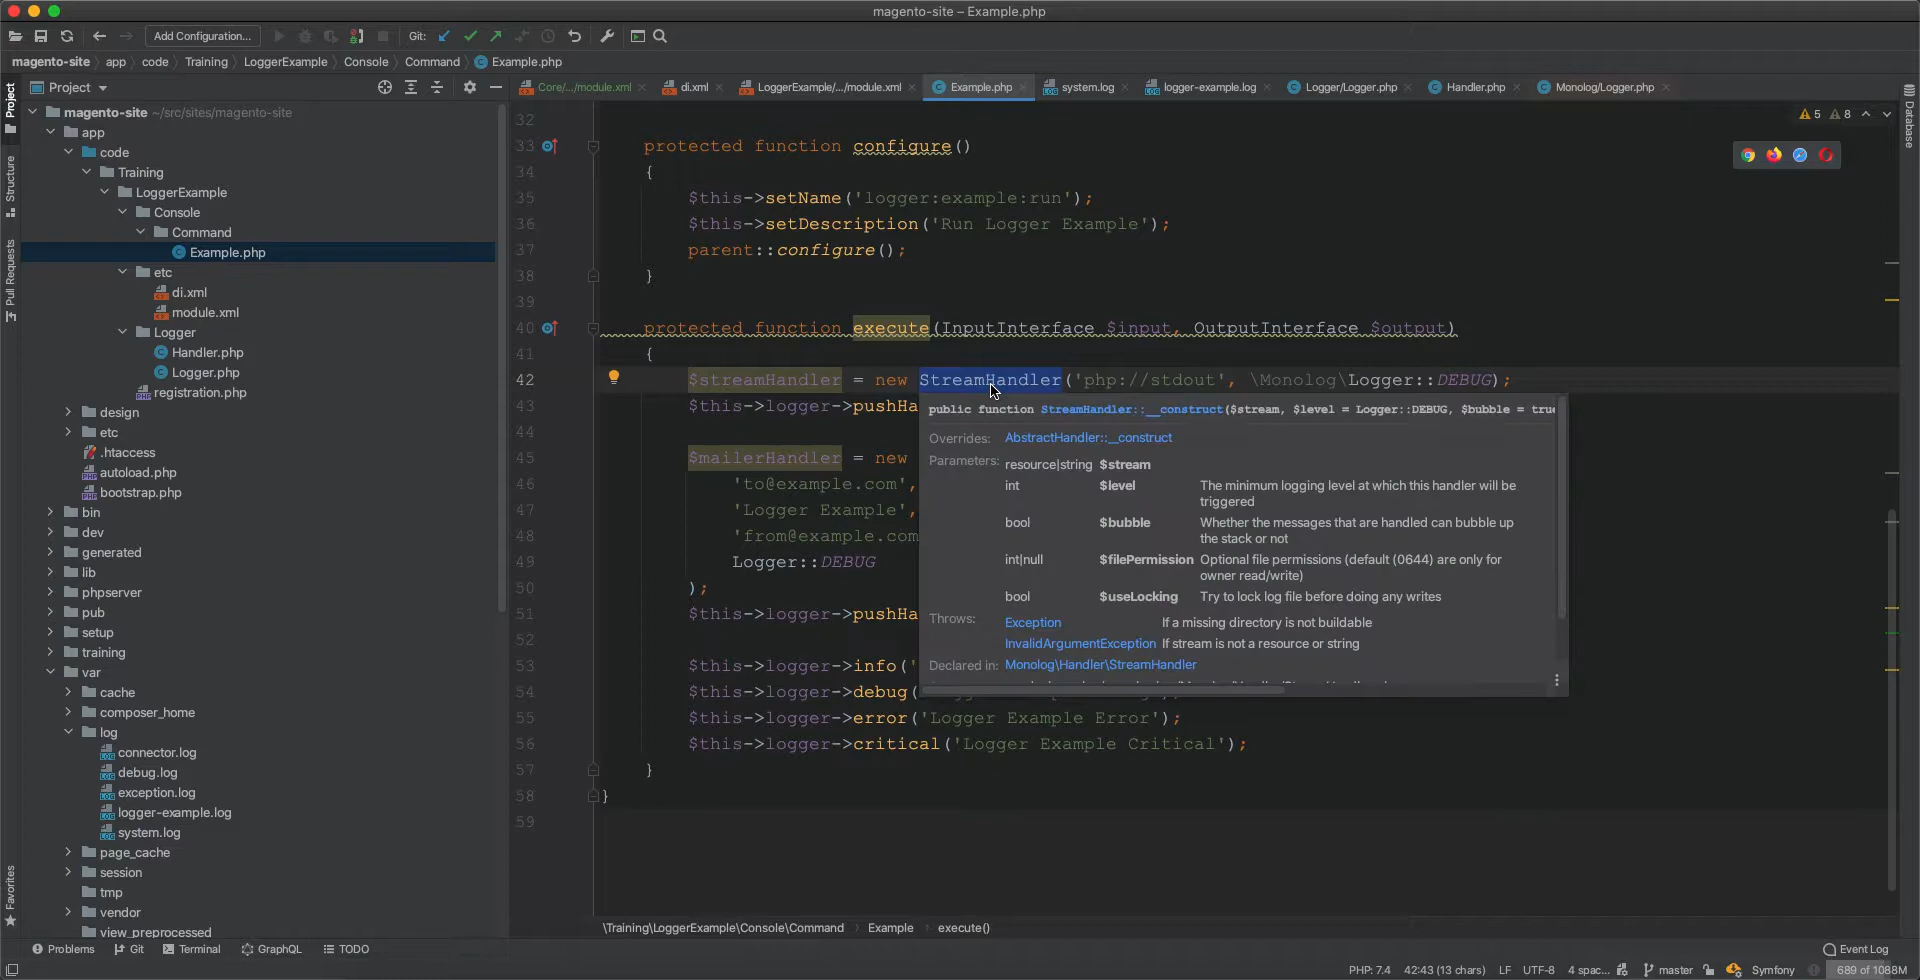 magento-site – Example.php
Add Configuration...
Git:
magento-site app code Training LoggerExample Console Command Example.php
Project
Core/.../module.xml di.xml LoggerExample/.../module.xml Example.php system.log logger-example.log Logger/Logger.php Handler.php Monolog/Logger.php
Project
Structure
Pull Requests
Favorites
Database
magento-site ~/src/sites/magento-site
app
code
Training
LoggerExample
Console
Command
Example.php
etc
di.xml
module.xml
Logger
Handler.php
Logger.php
registration.php
design
etc
.htaccess
autoload.php
bootstrap.php
bin
dev
generated
lib
phpserver
pub
setup
training
var
cache
composer_home
log
connector.log
debug.log
exception.log
logger-example.log
system.log
page_cache
session
tmp
vendor
view_preprocessed
5 8
32
33 protected function configure()
34 {
35 $this->setName('logger:example:run');
36 $this->setDescription('Run Logger Example');
37 parent::configure();
38 }
39
40 protected function execute(InputInterface $input, OutputInterface $output)
41 {
42 $streamHandler = new StreamHandler('php://stdout', \Monolog\Logger::DEBUG);
43 $this->logger->pushHa
44
45 $mailerHandler = new
46 'to@example.com',
47 'Logger Example',
48 'from@example.com
49 Logger::DEBUG
50 );
51 $this->logger->pushHa
52
53 $this->logger->info('
54 $this->logger->debug(
55 $this->logger->error('Logger Example Error');
56 $this->logger->critical('Logger Example Critical');
57 }
58 }
59
public function StreamHandler::__construct($stream, $level = Logger::DEBUG, $bubble = true
Overrides: AbstractHandler::__construct
Parameters: resource|string $stream
int $level The minimum logging level at which this handler will be
triggered
bool $bubble Whether the messages that are handled can bubble up
the stack or not
int|null $filePermission Optional file permissions (default (0644) are only for
owner read/write)
bool $useLocking Try to lock log file before doing any writes
Throws: Exception If a missing directory is not buildable
InvalidArgumentException If stream is not a resource or string
Declared in: Monolog\Handler\StreamHandler
\Training\LoggerExample\Console\Command Example execute()
Problems Git Terminal GraphQL TODO Event Log
PHP: 7.4 42:43 (13 chars) LF UTF-8 4 spac... master Symfony 689 of 1088M